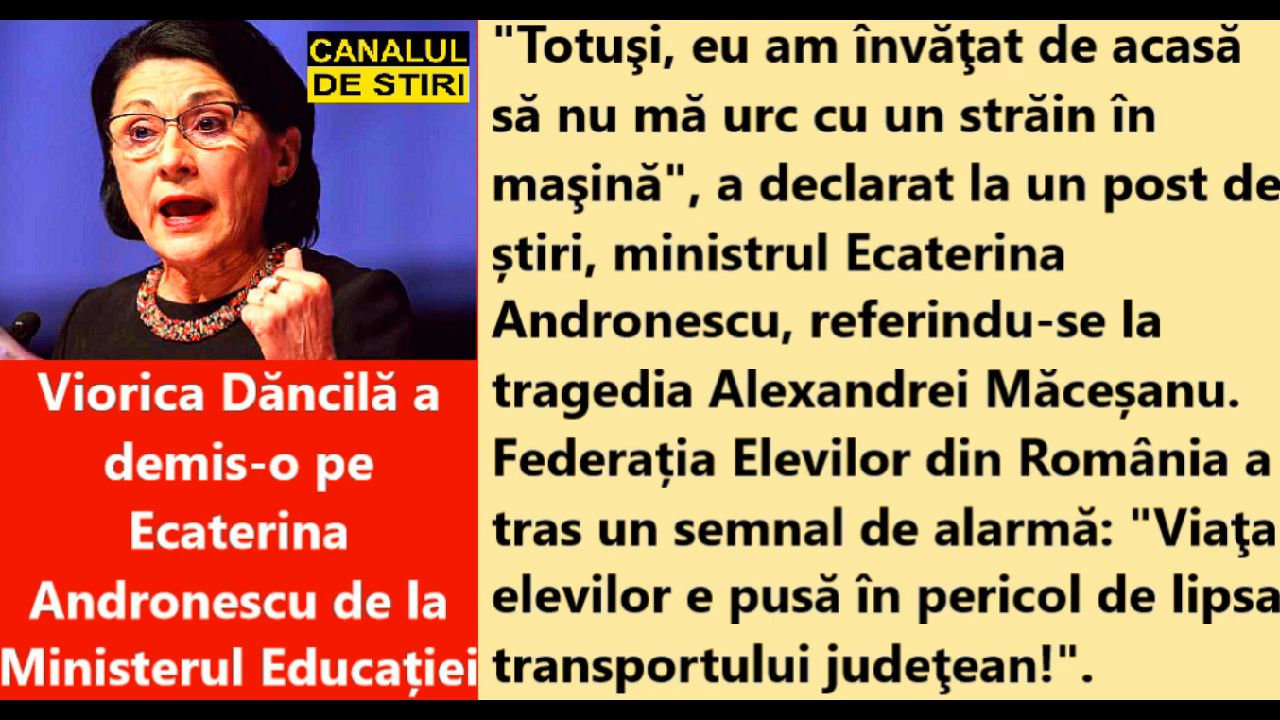 CANALUL
DE STIRI
Viorica Dăncilă a
demis-o pe
Ecaterina
Andronescu de la
Ministerul Educației
"Totuşi, eu am învăţat de acasă
să nu mă urc cu un străin în
maşină", a declarat la un post de
știri, ministrul Ecaterina
Andronescu, referindu-se la
tragedia Alexandrei Măceșanu.
Federația Elevilor din România a
tras un semnal de alarmă: "Viaţa
elevilor e pusă în pericol de lipsa
transportului judeţean!".